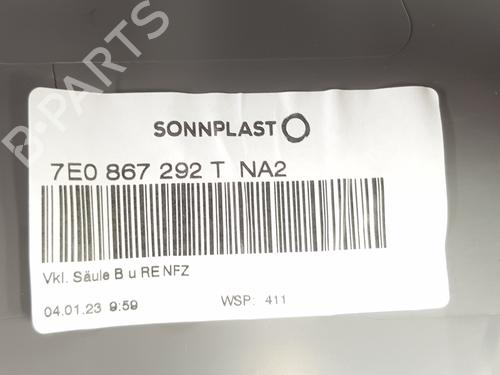 B-PARTS
SONNPLAST
7E0 867 292 T NA2
Vkl. Säule B u RE NFZ
04.01.23 9:59 WSP: 411